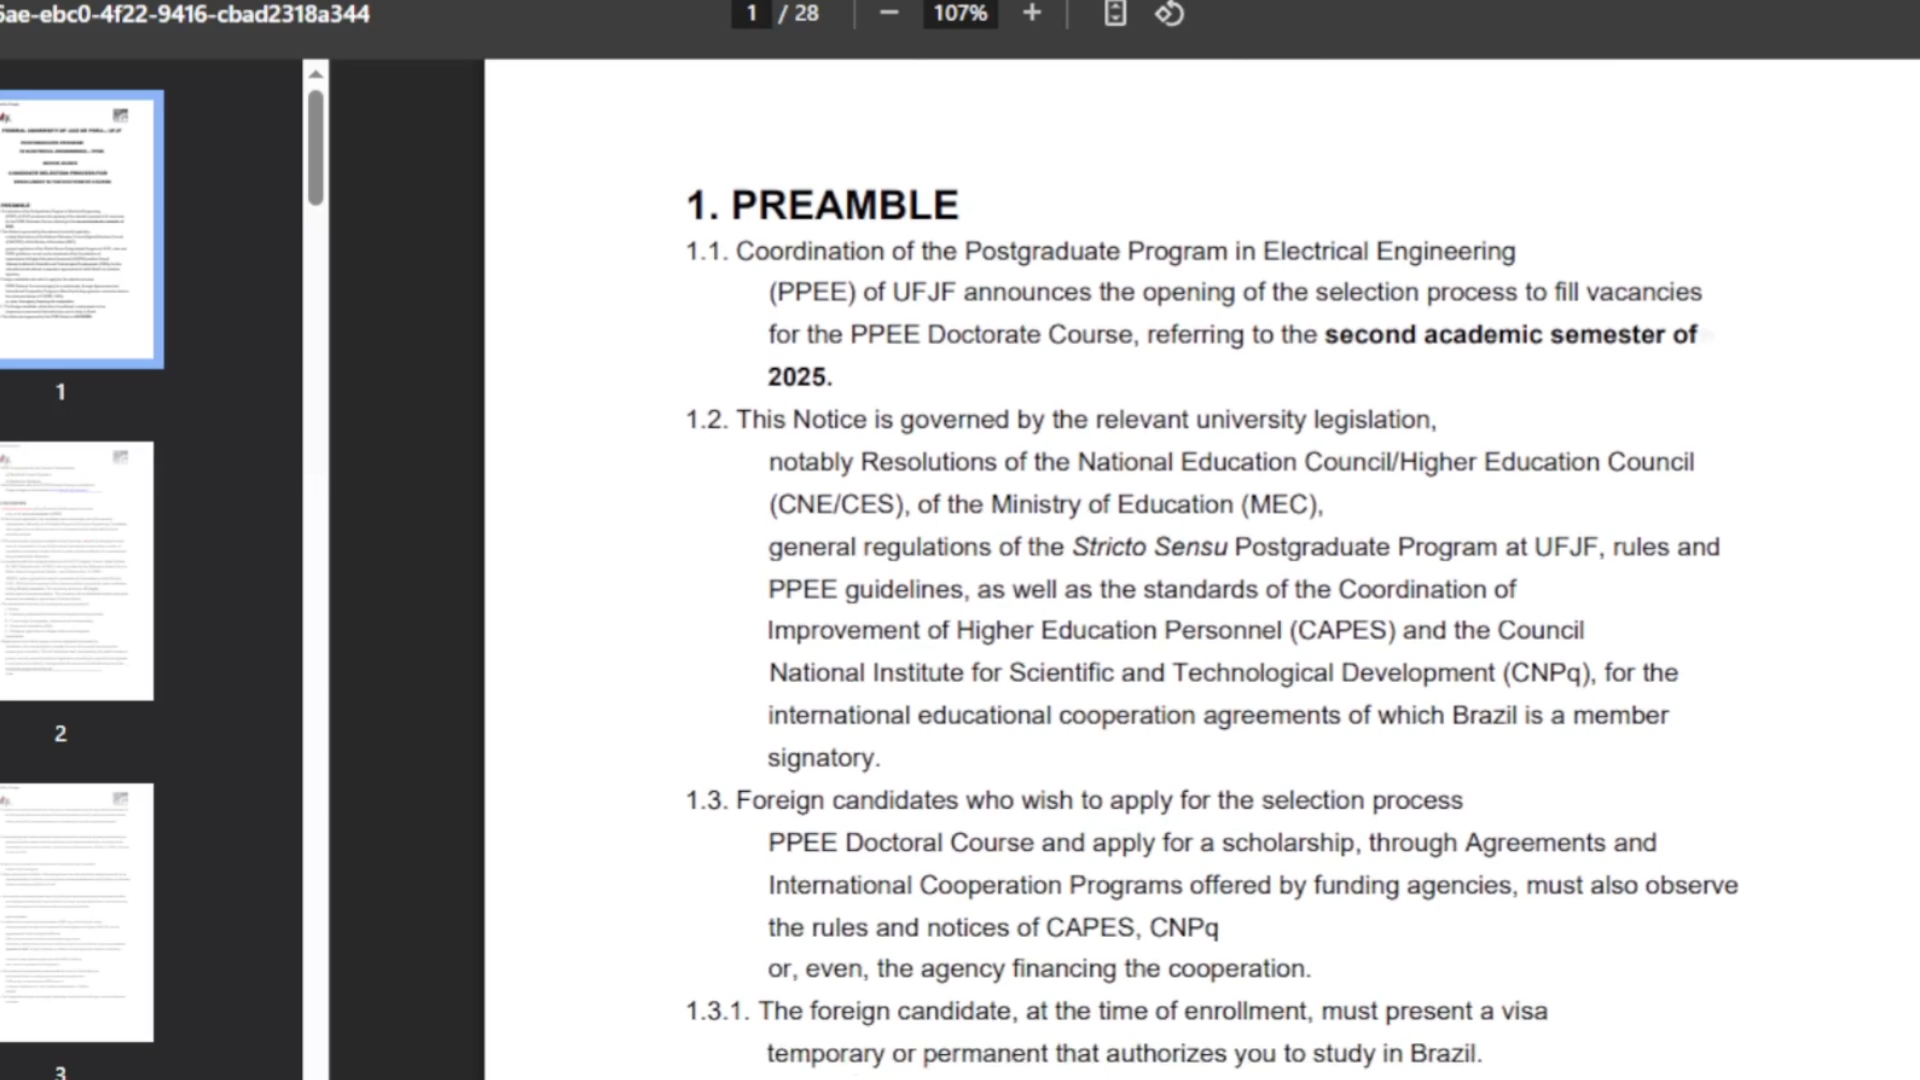 5ae-ebc0-4f22-9416-cbad2318a344
1 / 28
107%
1
2
3
1. PREAMBLE
1.1. Coordination of the Postgraduate Program in Electrical Engineering
(PPEE) of UFJF announces the opening of the selection process to fill vacancies
for the PPEE Doctorate Course, referring to the second academic semester of
2025.
1.2. This Notice is governed by the relevant university legislation,
notably Resolutions of the National Education Council/Higher Education Council
(CNE/CES), of the Ministry of Education (MEC),
general regulations of the Stricto Sensu Postgraduate Program at UFJF, rules and
PPEE guidelines, as well as the standards of the Coordination of
Improvement of Higher Education Personnel (CAPES) and the Council
National Institute for Scientific and Technological Development (CNPq), for the
international educational cooperation agreements of which Brazil is a member
signatory.
1.3. Foreign candidates who wish to apply for the selection process
PPEE Doctoral Course and apply for a scholarship, through Agreements and
International Cooperation Programs offered by funding agencies, must also observe
the rules and notices of CAPES, CNPq
or, even, the agency financing the cooperation.
1.3.1. The foreign candidate, at the time of enrollment, must present a visa
temporary or permanent that authorizes you to study in Brazil.